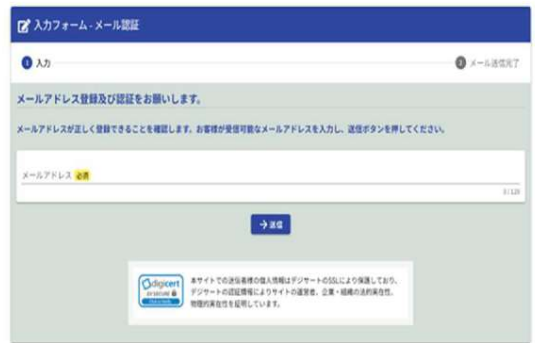 入力フォーム - メール認証
1 入力
2 メール送信完了
メールアドレス登録及び認証をお願いします。
メールアドレスが正しく登録できることを確認します。お客様が受信可能なメールアドレスを入力し、送信ボタンを押してください。
メールアドレス 必須
0 / 120
→ 送信
digicert
本サイトでの送信者様の個人情報はデジサートのSSLにより保護しており、
デジサートの認証情報によりサイトの運営者、企業・組織の法的実在性、
物理的実在性を証明しています。